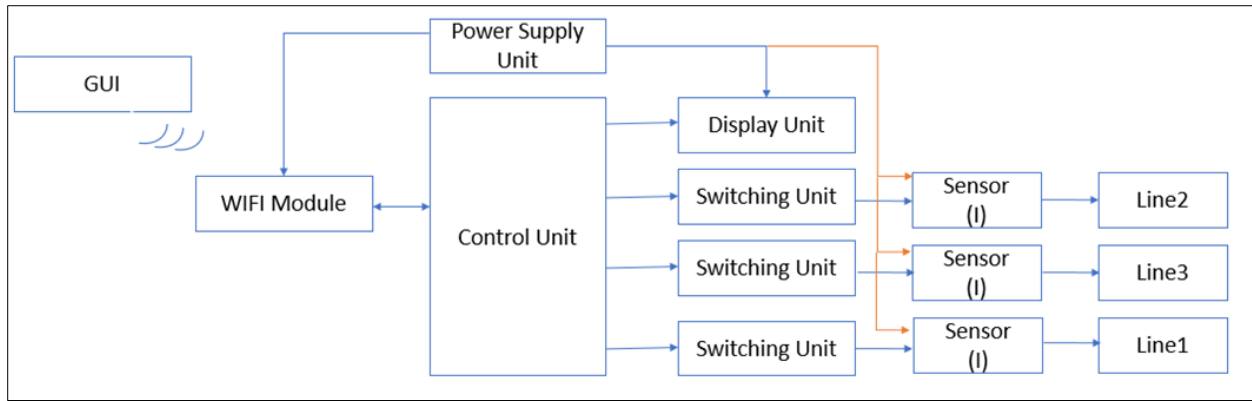 Power Supply
Unit
GUI
Display Unit
WIFI Module
Control Unit
Switching Unit
Sensor
(I)
Line2
Switching Unit
Sensor
(I)
Line3
Switching Unit
Sensor
(I)
Line1